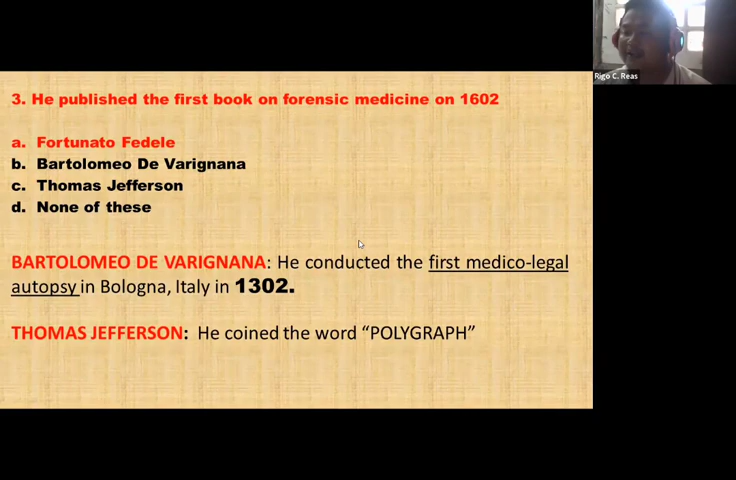 Rigo C. Reas
3. He published the first book on forensic medicine on 1602
a. Fortunato Fedele
b. Bartolomeo De Varignana
c. Thomas Jefferson
d. None of these
BARTOLOMEO DE VARIGNANA: He conducted the first medico-legal
autopsy in Bologna, Italy in 1302.
THOMAS JEFFERSON: He coined the word “POLYGRAPH”